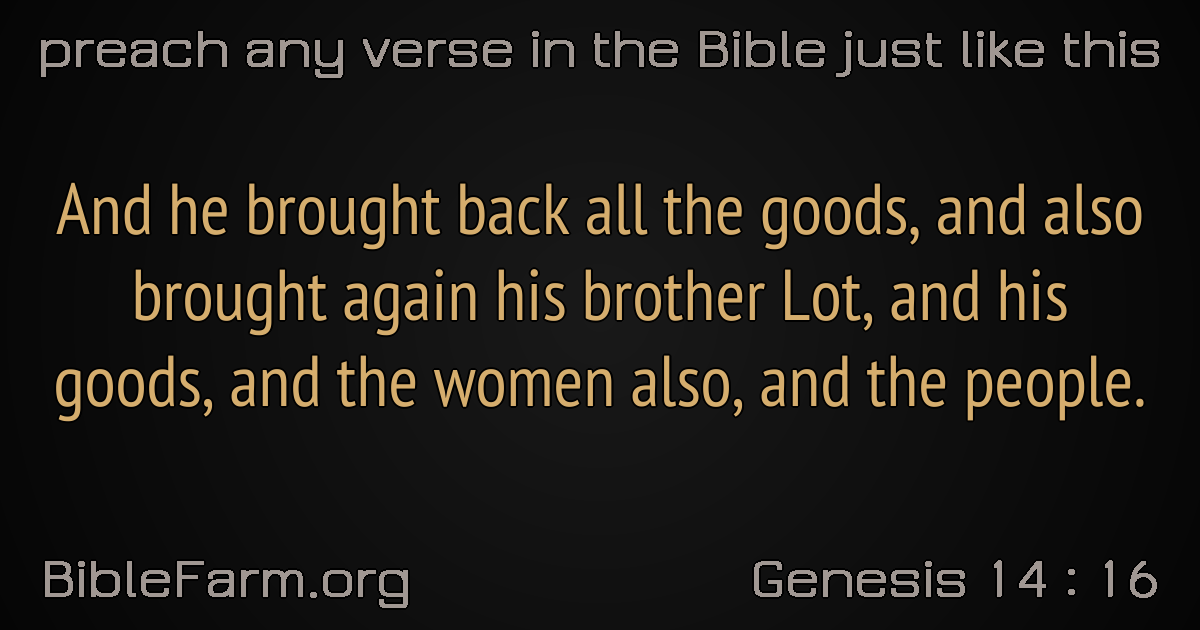 preach any verse in the Bible just like this
And he brought back all the goods, and also
brought again his brother Lot, and his
goods, and the women also, and the people.
BibleFarm.org
Genesis 14 : 16